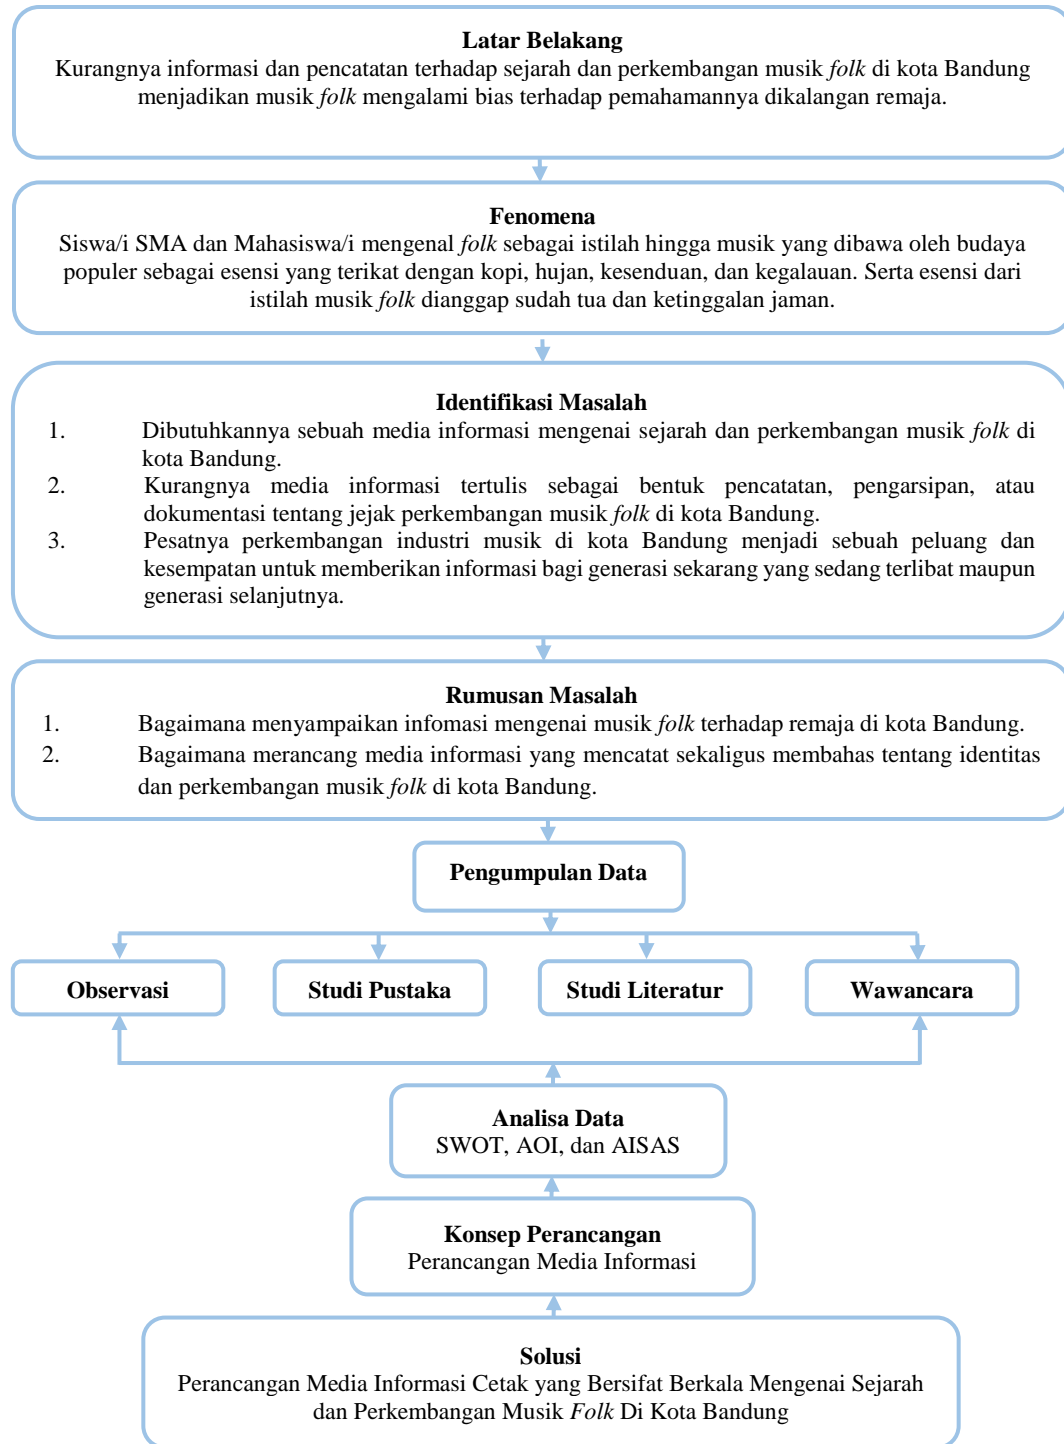 Latar Belakang
Kurangnya informasi dan pencatatan terhadap sejarah dan perkembangan musik folk di kota Bandung
menjadikan musik folk mengalami bias terhadap pemahamannya dikalangan remaja.
Fenomena
Siswa/i SMA dan Mahasiswa/i mengenal folk sebagai istilah hingga musik yang dibawa oleh budaya
populer sebagai esensi yang terikat dengan kopi, hujan, kesenduan, dan kegalauan. Serta esensi dari
istilah musik folk dianggap sudah tua dan ketinggalan jaman.
Identifikasi Masalah
1. Dibutuhkannya sebuah media informasi mengenai sejarah dan perkembangan musik folk di
kota Bandung.
2. Kurangnya media informasi tertulis sebagai bentuk pencatatan, pengarsipan, atau
dokumentasi tentang jejak perkembangan musik folk di kota Bandung.
3. Pesatnya perkembangan industri musik di kota Bandung menjadi sebuah peluang dan
kesempatan untuk memberikan informasi bagi generasi sekarang yang sedang terlibat maupun
generasi selanjutnya.
Rumusan Masalah
1. Bagaimana menyampaikan infomasi mengenai musik folk terhadap remaja di kota Bandung.
2. Bagaimana merancang media informasi yang mencatat sekaligus membahas tentang identitas
dan perkembangan musik folk di kota Bandung.
Pengumpulan Data
Observasi
Studi Pustaka
Studi Literatur
Wawancara
Analisa Data
SWOT, AOI, dan AISAS
Konsep Perancangan
Perancangan Media Informasi
Solusi
Perancangan Media Informasi Cetak yang Bersifat Berkala Mengenai Sejarah
dan Perkembangan Musik Folk Di Kota Bandung